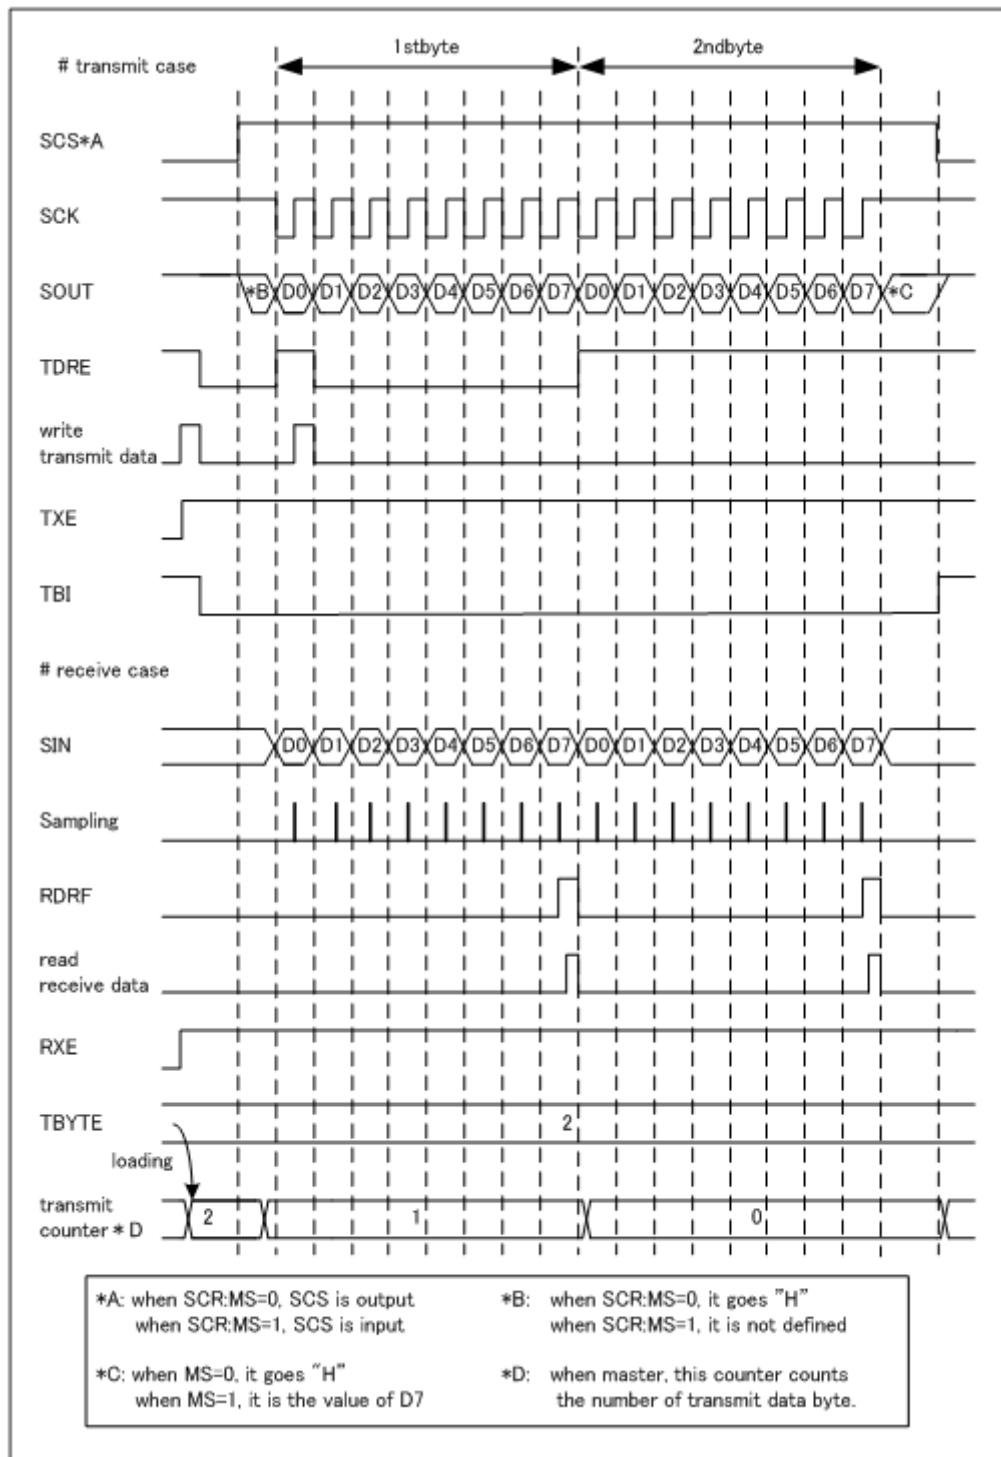 1stbyte 2ndbyte
# transmit case
SCS*A
SCK
SOUT *B D0 D1 D2 D3 D4 D5 D6 D7 D0 D1 D2 D3 D4 D5 D6 D7 *C
TDRE
write
transmit data
TXE
TBI
# receive case
SIN D0 D1 D2 D3 D4 D5 D6 D7 D0 D1 D2 D3 D4 D5 D6 D7
Sampling
RDRF
read
receive data
RXE
TBYTE 2
loading
transmit
counter * D 2 1 0
*A: when SCR:MS=0, SCS is output
when SCR:MS=1, SCS is input
*B: when SCR:MS=0, it goes "H"
when SCR:MS=1, it is not defined
*C: when MS=0, it goes "H"
when MS=1, it is the value of D7
*D: when master, this counter counts
the number of transmit data byte.